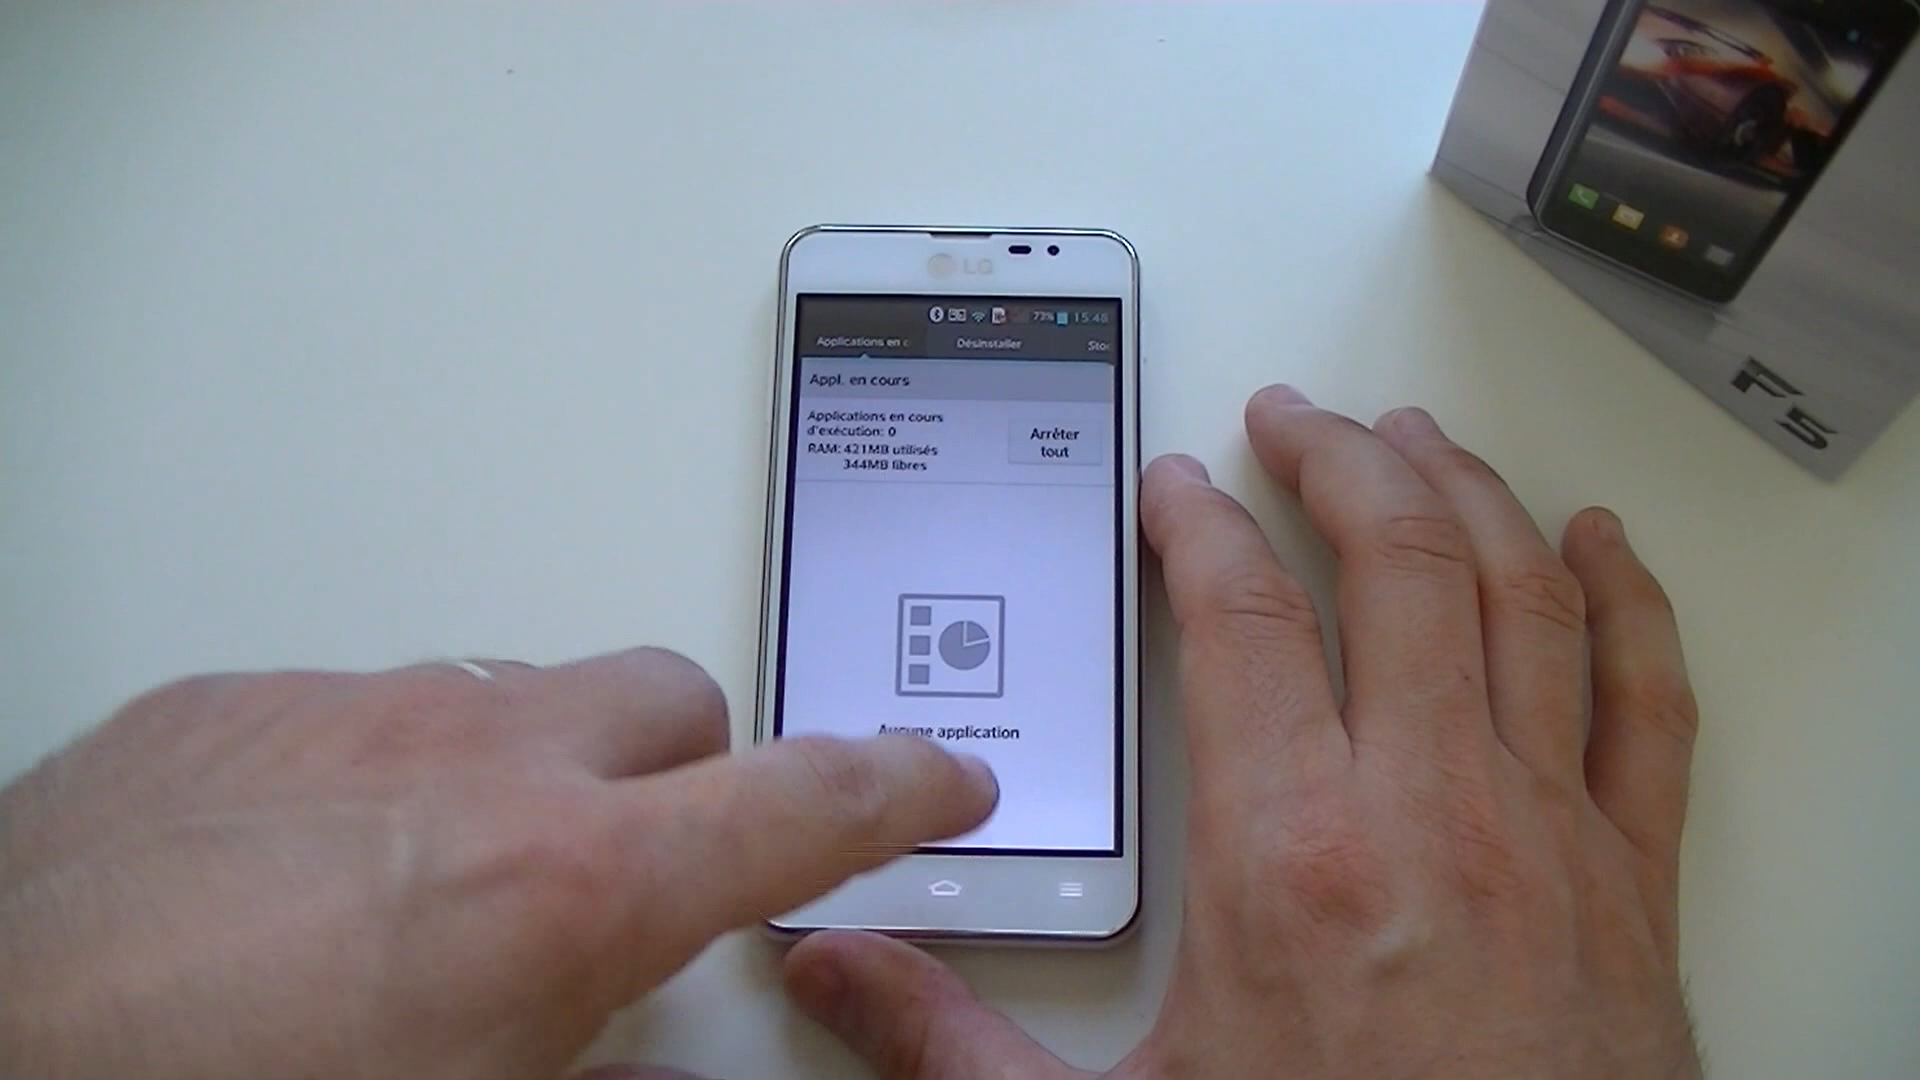 LG
73% 15:48
Applications en c Désinstaller Sto
Appl. en cours
Applications en cours
d'exécution: 0
Arrêter
tout
RAM: 421MB utilisés
344MB libres
Aucune application
F5